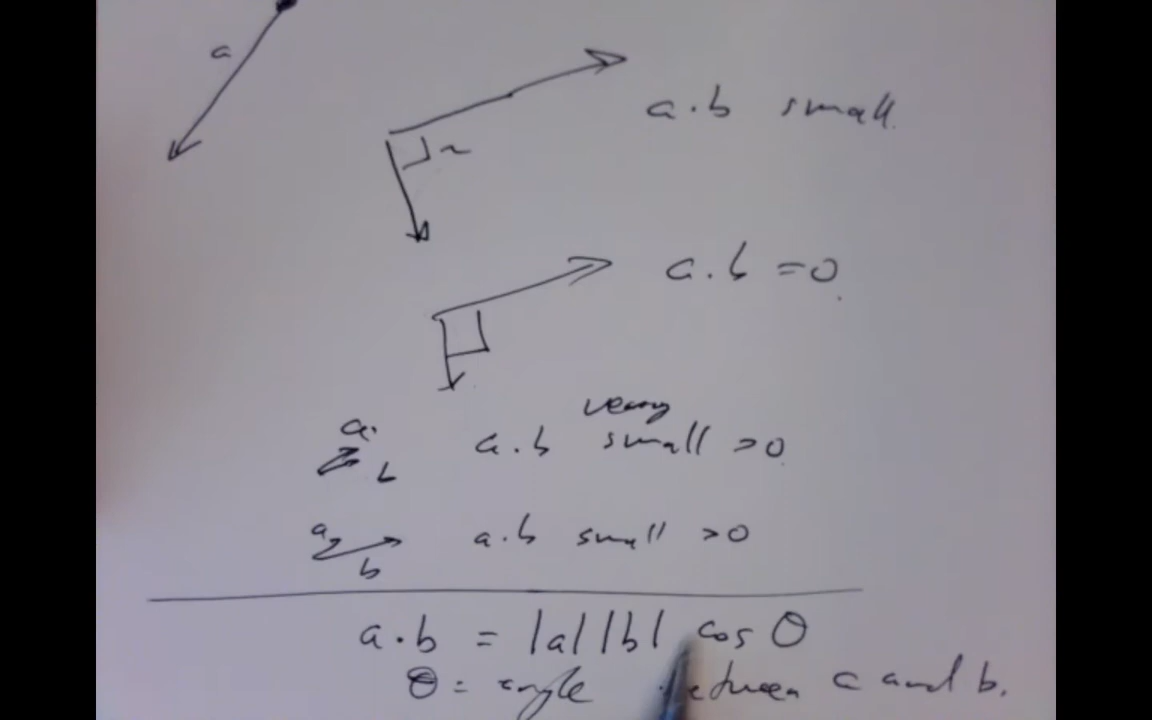 a
a.b small.
~
a.b = 0.
very
a. a.b small >0
b
a a.b small >0
b
a.b = |a| |b| cos θ
θ = angle between a and b.